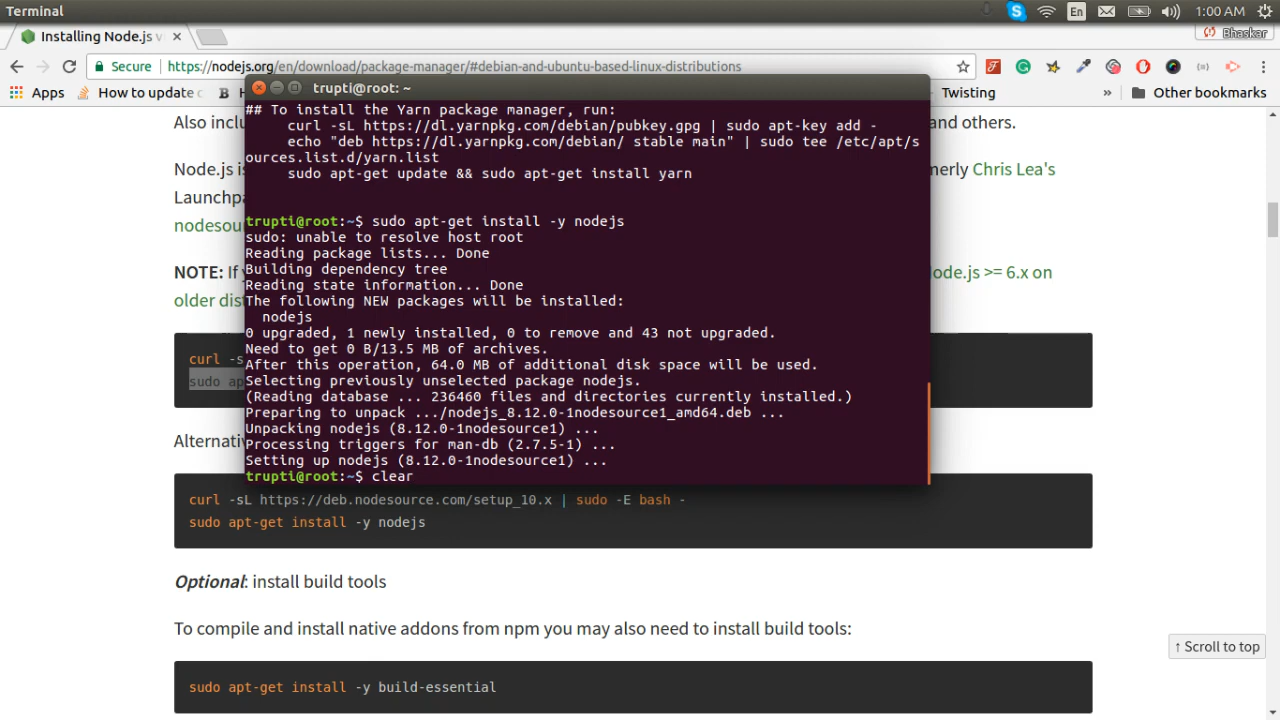 Terminal
En
1:00 AM
Installing Node.js v
Bhaskar
Secure
https://nodejs.org/en/download/package-manager/#debian-and-ubuntu-based-linux-distributions
Apps
How to update c
B
Twisting
»
Other bookmarks
trupti@root: ~
Also inclu
and others.
Node.js is
merly Chris Lea's
Launchpa
nodesour
NOTE: If
ode.js >= 6.x on
older dist
## To install the Yarn package manager, run:
curl -sL https://dl.yarnpkg.com/debian/pubkey.gpg | sudo apt-key add -
echo "deb https://dl.yarnpkg.com/debian/ stable main" | sudo tee /etc/apt/s
ources.list.d/yarn.list
sudo apt-get update && sudo apt-get install yarn
trupti@root:~$ sudo apt-get install -y nodejs
sudo: unable to resolve host root
Reading package lists... Done
Building dependency tree
Reading state information... Done
The following NEW packages will be installed:
nodejs
0 upgraded, 1 newly installed, 0 to remove and 43 not upgraded.
Need to get 0 B/13.5 MB of archives.
After this operation, 64.0 MB of additional disk space will be used.
Selecting previously unselected package nodejs.
(Reading database ... 236460 files and directories currently installed.)
Preparing to unpack .../nodejs_8.12.0-1nodesource1_amd64.deb ...
Unpacking nodejs (8.12.0-1nodesource1) ...
Processing triggers for man-db (2.7.5-1) ...
Setting up nodejs (8.12.0-1nodesource1) ...
trupti@root:~$ clear
curl -s
sudo ap
Alternativ
curl -sL https://deb.nodesource.com/setup_10.x | sudo -E bash -
sudo apt-get install -y nodejs
Optional: install build tools
To compile and install native addons from npm you may also need to install build tools:
↑ Scroll to top
sudo apt-get install -y build-essential